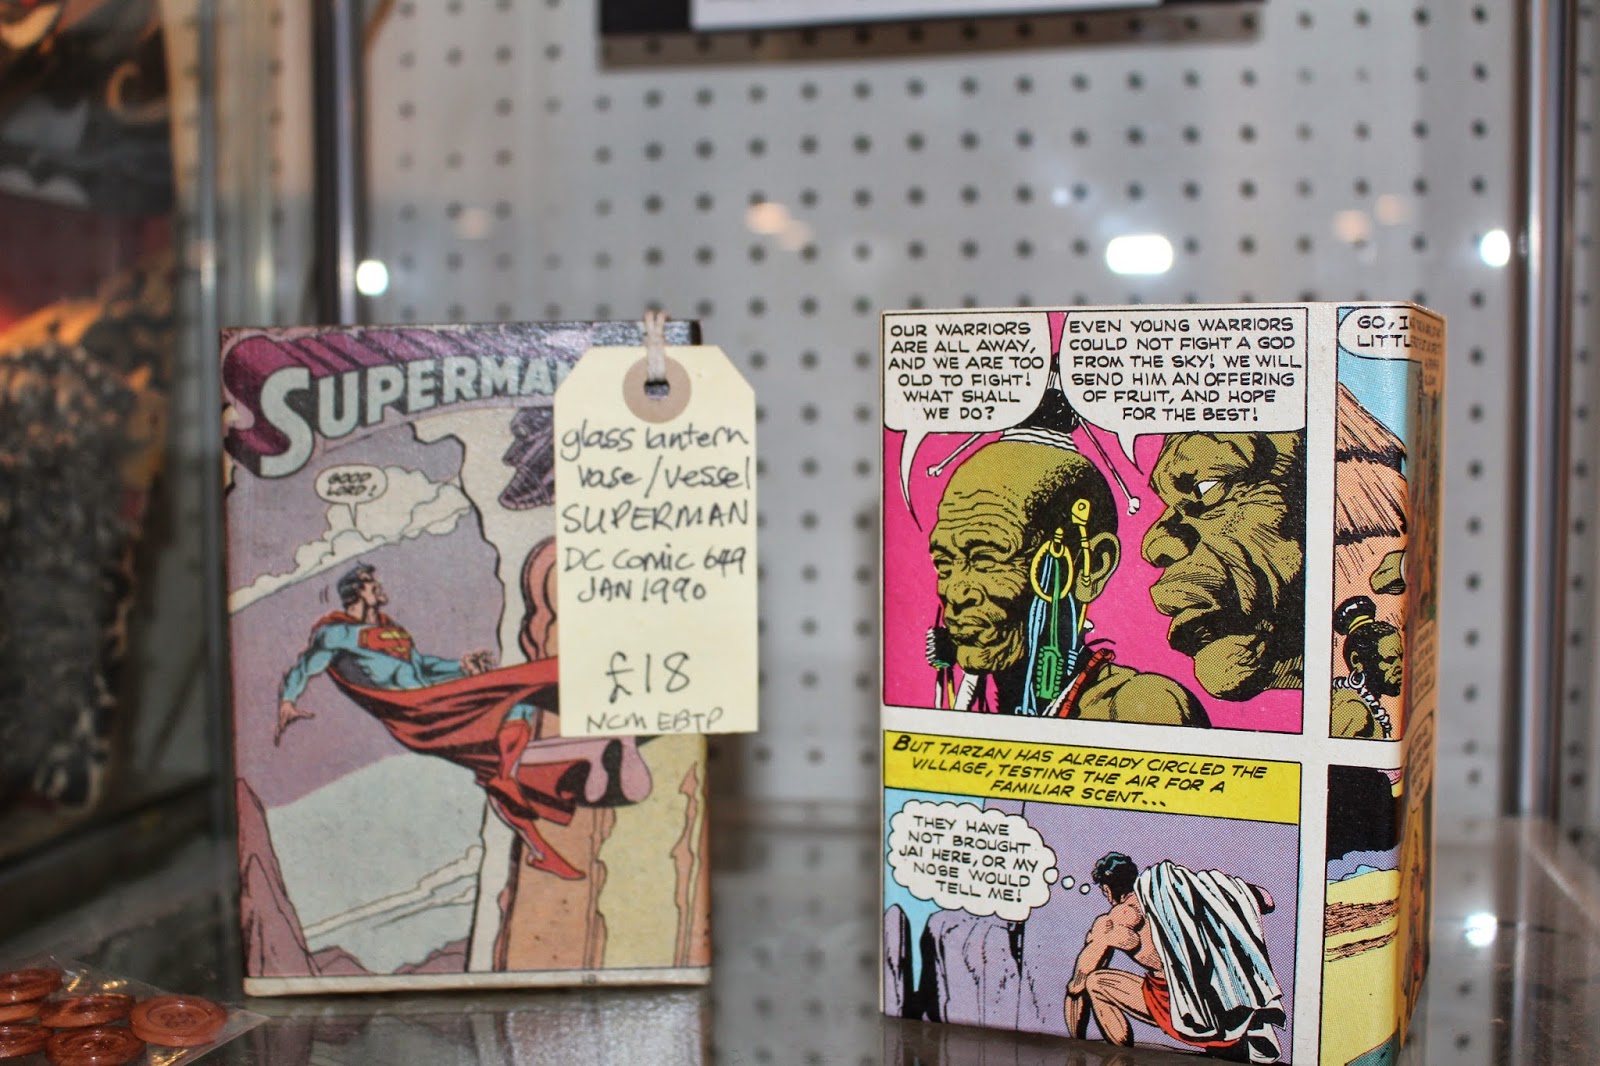 SUPERMA
GOOD
LORD!
glass lantern
vase/vessel
SUPERMAN
DC Comic 649
JAN 1990
£18
NCM EBTP
OUR WARRIORS
ARE ALL AWAY,
AND WE ARE TOO
OLD TO FIGHT!
WHAT SHALL
WE DO?
EVEN YOUNG WARRIORS
COULD NOT FIGHT A GOD
FROM THE SKY! WE WILL
SEND HIM AN OFFERING
OF FRUIT, AND HOPE
FOR THE BEST!
GO,
LITTL
BUT TARZAN HAS ALREADY CIRCLED THE
VILLAGE, TESTING THE AIR FOR A
FAMILIAR SCENT...
THEY HAVE
NOT BROUGHT
JAI HERE, OR MY
NOSE WOULD
TELL ME!